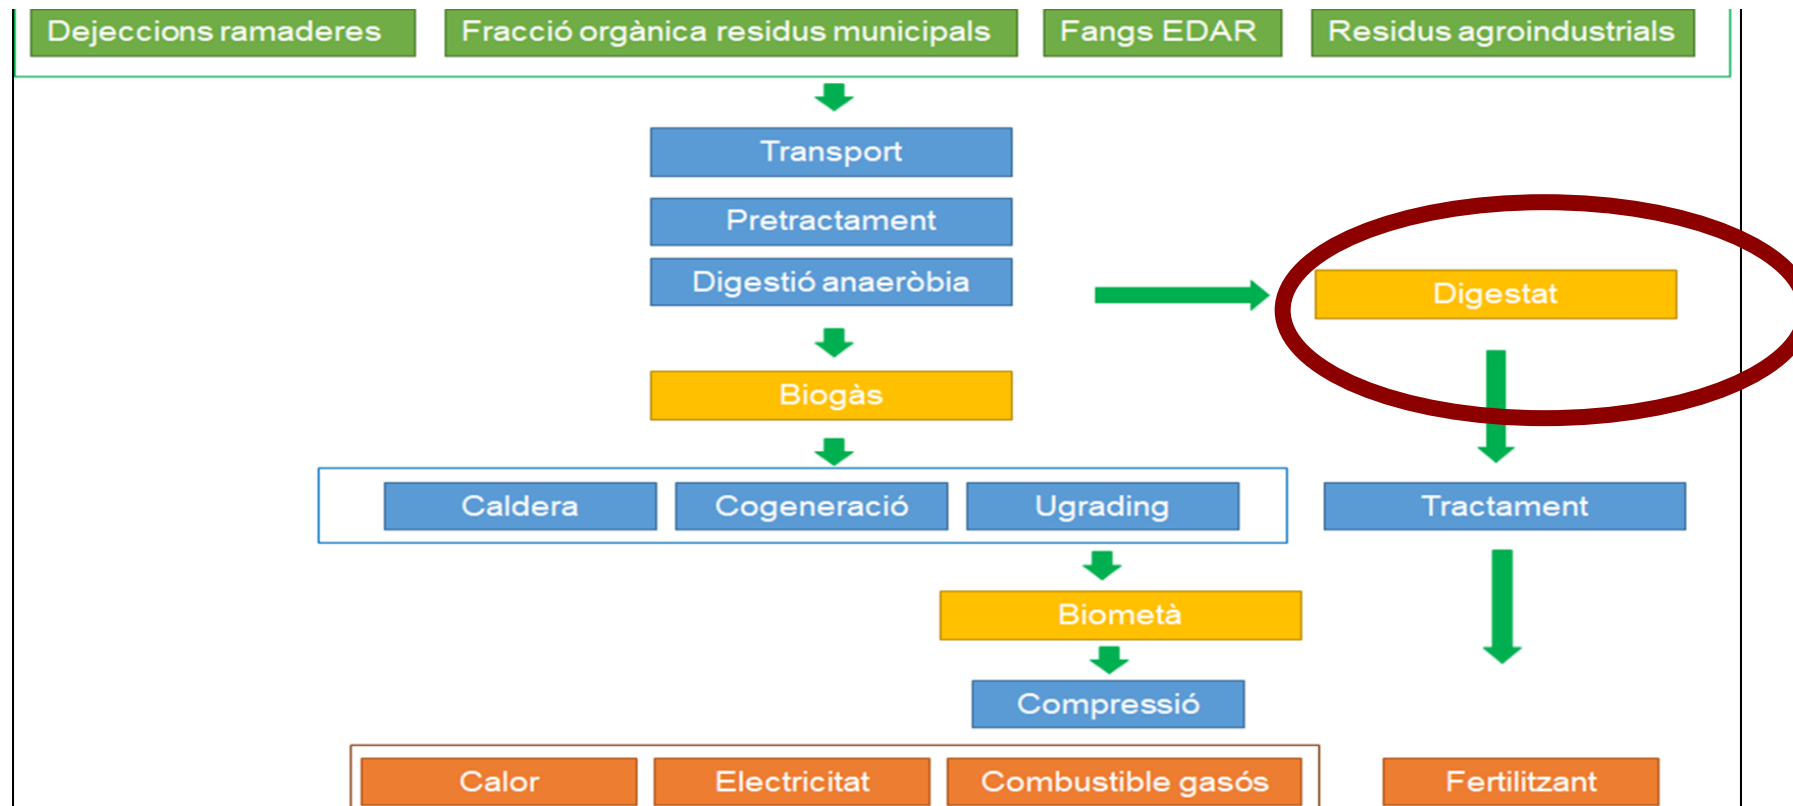 Dejeccions ramaderes
Fracció orgànica residus municipals
Fangs EDAR
Residus agroindustrials
Transport
Pretractament
Digestió anaeròbia
Digestat
Biogàs
Caldera
Cogeneració
Ugrading
Tractament
Biometà
Compressió
Calor
Electricitat
Combustible gasós
Fertilitzant